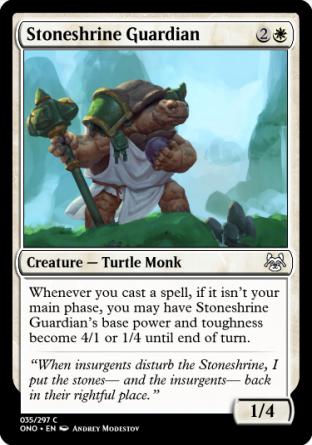 Stoneshrine Guardian 2
Creature — Turtle Monk
Whenever you cast a spell, if it isn't your
main phase, you may have Stoneshrine
Guardian's base power and toughness
become 4/1 or 1/4 until end of turn.
“When insurgents disturb the Stoneshrine, I
put the stones— and the insurgents— back
in their rightful place.”
1/4
035/297 C
ONO • EN Andrey Modestov